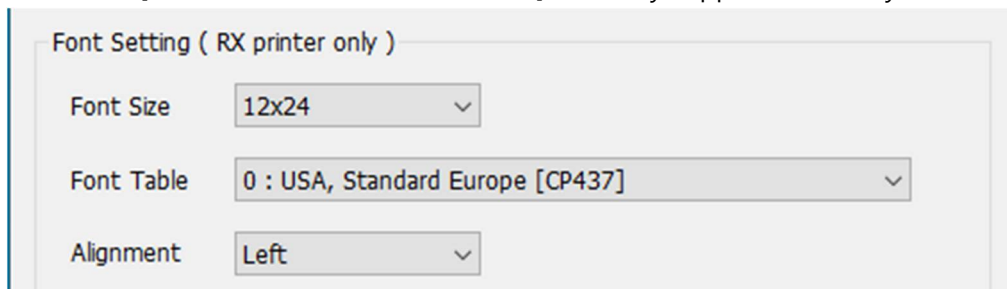 Font Setting ( RX printer only )
Font Size 12x24
Font Table 0 : USA, Standard Europe [CP437]
Alignment Left